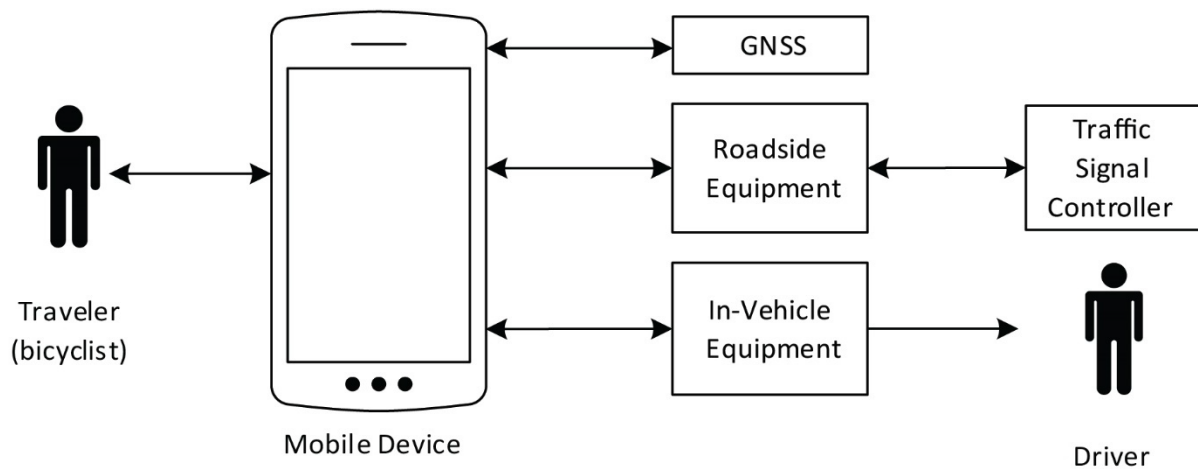 GNSS
Roadside
Equipment
Traffic
Signal
Controller
In-Vehicle
Equipment
Traveler
(bicyclist)
Mobile Device
Driver